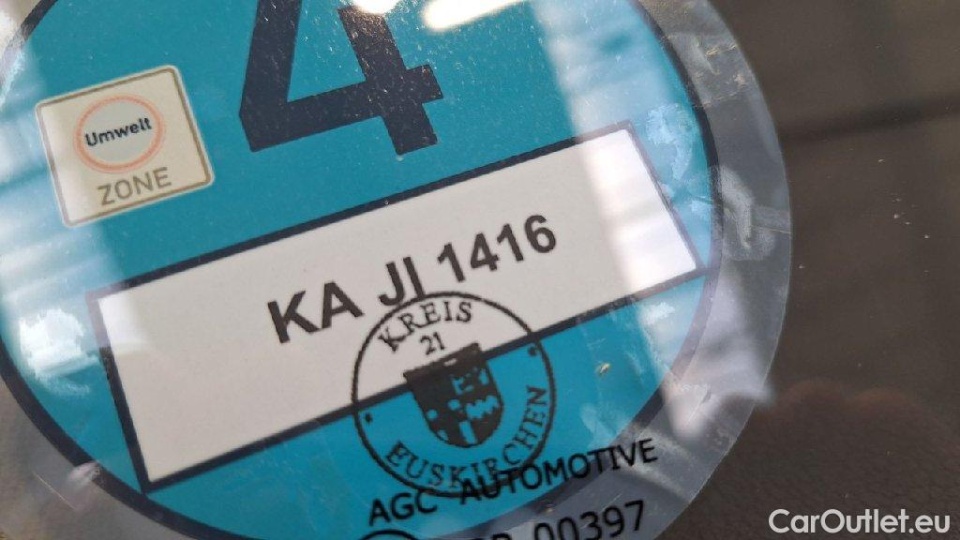 4
Umwelt
ZONE
KA JI 1416
KREIS
21
EUSKIRCHEN
AGC AUTOMOTIVE
00397
CarOutlet.eu